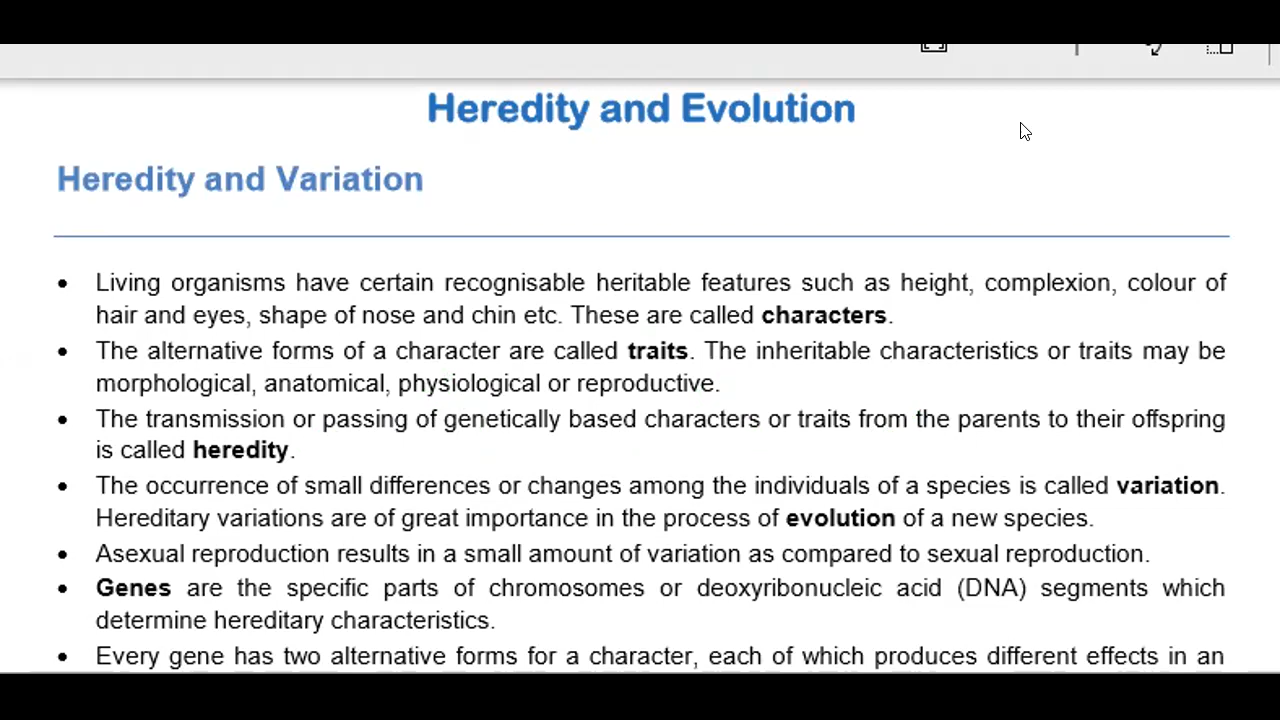 Heredity and Evolution
Heredity and Variation
• Living organisms have certain recognisable heritable features such as height, complexion, colour of
hair and eyes, shape of nose and chin etc. These are called characters.
• The alternative forms of a character are called traits. The inheritable characteristics or traits may be
morphological, anatomical, physiological or reproductive.
• The transmission or passing of genetically based characters or traits from the parents to their offspring
is called heredity.
• The occurrence of small differences or changes among the individuals of a species is called variation.
Hereditary variations are of great importance in the process of evolution of a new species.
• Asexual reproduction results in a small amount of variation as compared to sexual reproduction.
• Genes are the specific parts of chromosomes or deoxyribonucleic acid (DNA) segments which
determine hereditary characteristics.
• Every gene has two alternative forms for a character, each of which produces different effects in an